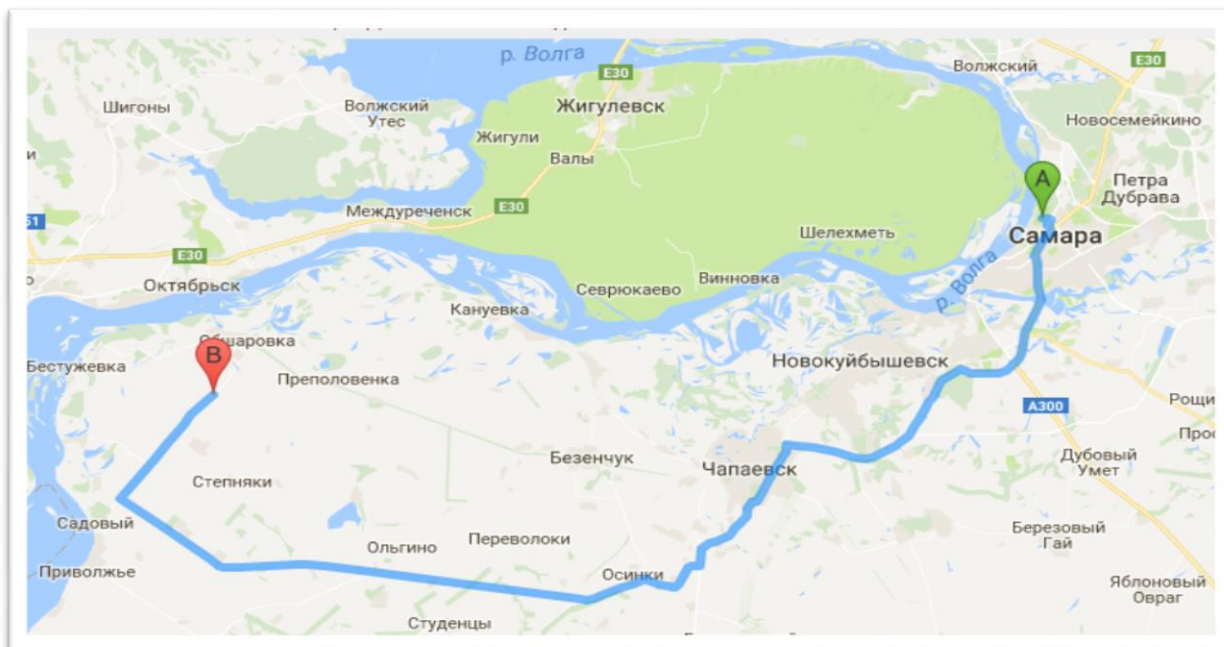 р. Волга
E30
E30
Волжский
Шигоны
Волжский
Утес
Жигулевск
Новосемейкино
Жигули
Валы
A
Петра
Дубрава
51
Междуреченск
E30
Шелехметь
Самара
E30
Октябрьск
Винновка
р. Волга
Севрюкаево
Кануевка
B
Бестужевка
Преполовенка
Новокуйбышевск
A300
Безенчук
Чапаевск
Дубовый
Умет
Степняки
Садовый
Ольгино
Переволоки
Березовый
Гай
Приволжье
Осинки
Яблоновый
Овраг
Студенцы